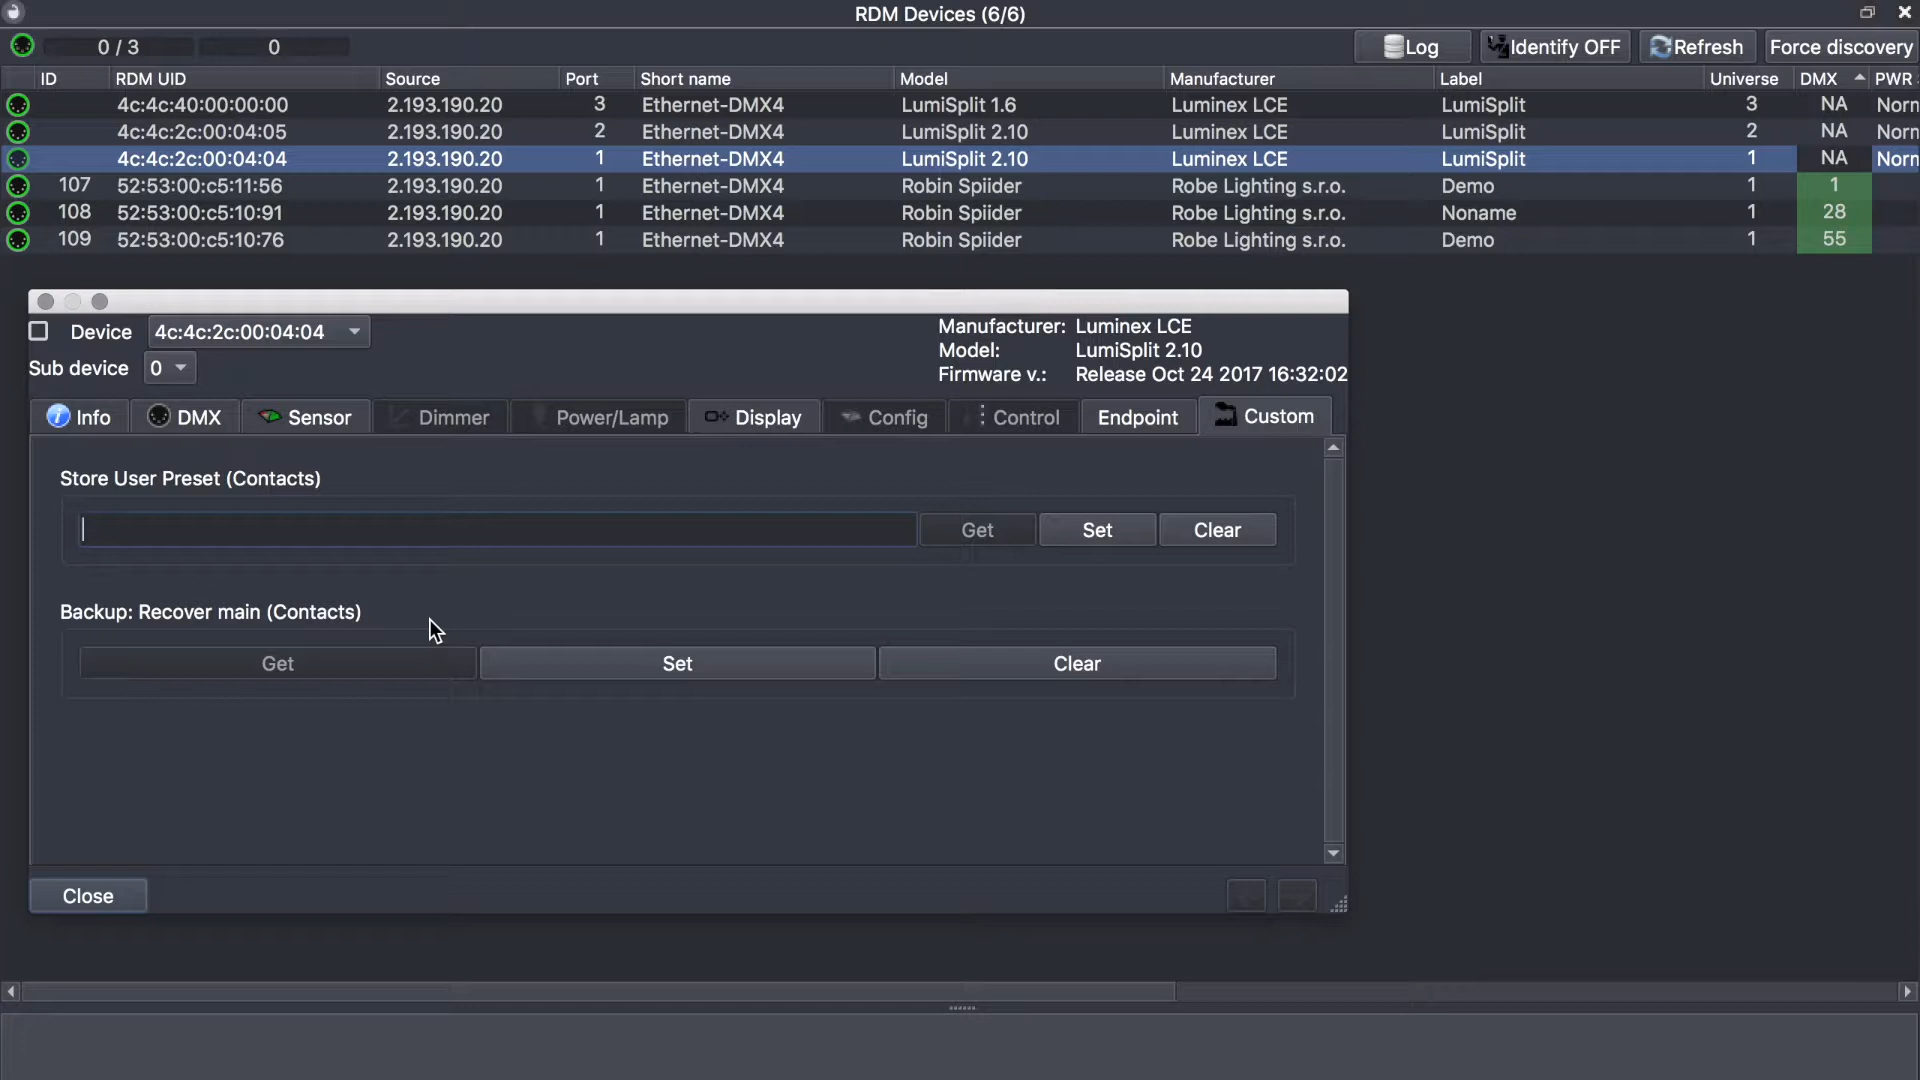 RDM Devices (6/6)
0 / 3 0 Log Identify OFF Refresh Force discovery
ID RDM UID Source Port Short name Model Manufacturer Label Universe DMX PWR
4c:4c:40:00:00:00 2.193.190.20 3 Ethernet-DMX4 LumiSplit 1.6 Luminex LCE LumiSplit 3 NA Norn
4c:4c:2c:00:04:05 2.193.190.20 2 Ethernet-DMX4 LumiSplit 2.10 Luminex LCE LumiSplit 2 NA Norn
4c:4c:2c:00:04:04 2.193.190.20 1 Ethernet-DMX4 LumiSplit 2.10 Luminex LCE LumiSplit 1 NA Norn
107 52:53:00:c5:11:56 2.193.190.20 1 Ethernet-DMX4 Robin Spiider Robe Lighting s.r.o. Demo 1 1
108 52:53:00:c5:10:91 2.193.190.20 1 Ethernet-DMX4 Robin Spiider Robe Lighting s.r.o. Noname 1 28
109 52:53:00:c5:10:76 2.193.190.20 1 Ethernet-DMX4 Robin Spiider Robe Lighting s.r.o. Demo 1 55
Device 4c:4c:2c:00:04:04
Sub device 0
Manufacturer: Luminex LCE
Model: LumiSplit 2.10
Firmware v.: Release Oct 24 2017 16:32:02
Info DMX Sensor Dimmer Power/Lamp Display Config Control Endpoint Custom
Store User Preset (Contacts)
Get Set Clear
Backup: Recover main (Contacts)
Get Set Clear
Close